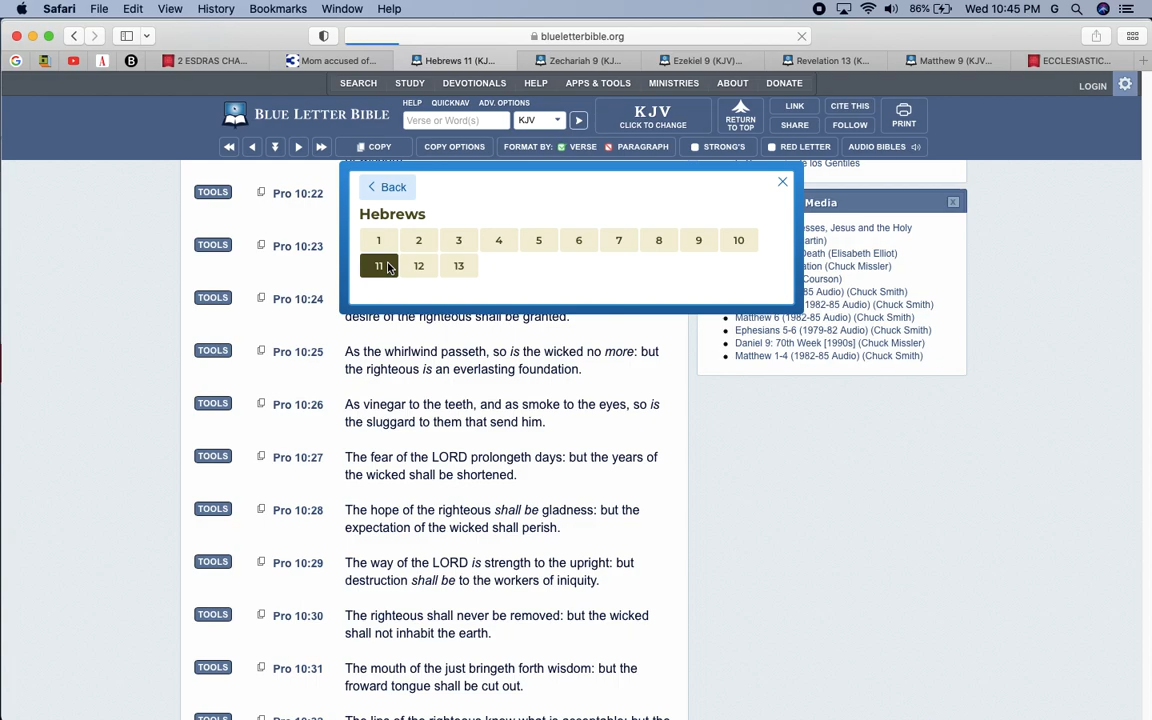 Safari File Edit View History Bookmarks Window Help 86% Wed 10:45 PM G
blueletterbible.org
2 ESDRAS CHA... Mom accused of... Hebrews 11 (KJ... Zechariah 9 (KJ... Ezekiel 9 (KJV)... Revelation 13 (K... Matthew 9 (KJV... ECCLESIASTIC...
SEARCH STUDY DEVOTIONALS HELP APPS & TOOLS MINISTRIES ABOUT DONATE LOGIN
BLUE LETTER BIBLE
HELP QUICKNAV ADV. OPTIONS
Verse or Word(s) KJV
KJV
CLICK TO CHANGE
RETURN
TO TOP
LINK CITE THIS
SHARE FOLLOW
PRINT
COPY COPY OPTIONS FORMAT BY: VERSE PARAGRAPH STRONG'S RED LETTER AUDIO BIBLES
e los Gentiles
Back
Hebrews
1 2 3 4 5 6 7 8 9 10
11 12 13
Media
esses, Jesus and the Holy
artin)
Death (Elisabeth Elliot)
ation (Chuck Missler)
Courson)
85 Audio) (Chuck Smith)
1982-85 Audio) (Chuck Smith)
Matthew 6 (1982-85 Audio) (Chuck Smith)
Ephesians 5-6 (1979-82 Audio) (Chuck Smith)
Daniel 9: 70th Week [1990s] (Chuck Missler)
Matthew 1-4 (1982-85 Audio) (Chuck Smith)
TOOLS Pro 10:22
TOOLS Pro 10:23
TOOLS Pro 10:24
desire of the righteous shall be granted.
TOOLS Pro 10:25 As the whirlwind passeth, so is the wicked no more: but
the righteous is an everlasting foundation.
TOOLS Pro 10:26 As vinegar to the teeth, and as smoke to the eyes, so is
the sluggard to them that send him.
TOOLS Pro 10:27 The fear of the LORD prolongeth days: but the years of
the wicked shall be shortened.
TOOLS Pro 10:28 The hope of the righteous shall be gladness: but the
expectation of the wicked shall perish.
TOOLS Pro 10:29 The way of the LORD is strength to the upright: but
destruction shall be to the workers of iniquity.
TOOLS Pro 10:30 The righteous shall never be removed: but the wicked
shall not inhabit the earth.
TOOLS Pro 10:31 The mouth of the just bringeth forth wisdom: but the
froward tongue shall be cut out.